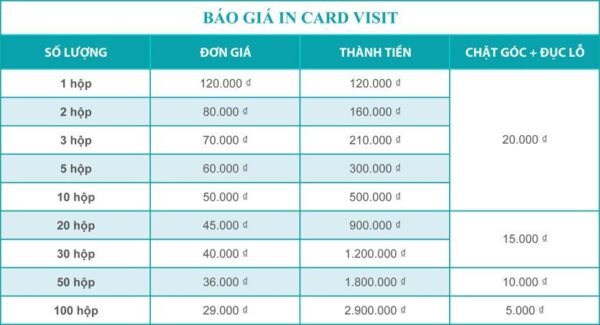 BÁO GIÁ IN CARD VISIT
SỐ LƯỢNG ĐƠN GIÁ THÀNH TIỀN CHẶT GÓC + ĐỤC LỖ
1 hộp 120.000 đ 120.000 đ
2 hộp 80.000 đ 160.000 đ
3 hộp 70.000 đ 210.000 đ 20.000 đ
5 hộp 60.000 đ 300.000 đ
10 hộp 50.000 đ 500.000 đ
20 hộp 45.000 đ 900.000 đ
15.000 đ
30 hộp 40.000 đ 1.200.000 đ
50 hộp 36.000 đ 1.800.000 đ 10.000 đ
100 hộp 29.000 đ 2.900.000 đ 5.000 đ